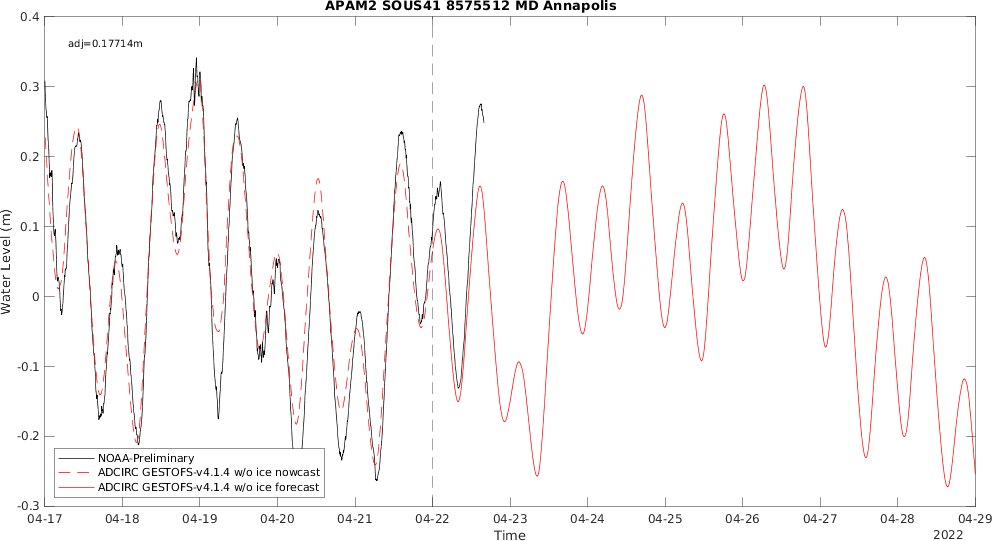 APAM2 SOUS41 8575512 MD Annapolis
adj=0.17714m
0.4
0.3
0.2
0.1
0
-0.1
-0.2
-0.3
Water Level (m)
NOAA-Preliminary
ADCIRC GESTOFS-v4.1.4 w/o ice nowcast
ADCIRC GESTOFS-v4.1.4 w/o ice forecast
04-17 04-18 04-19 04-20 04-21 04-22 04-23 04-24 04-25 04-26 04-27 04-28 04-29
Time
2022